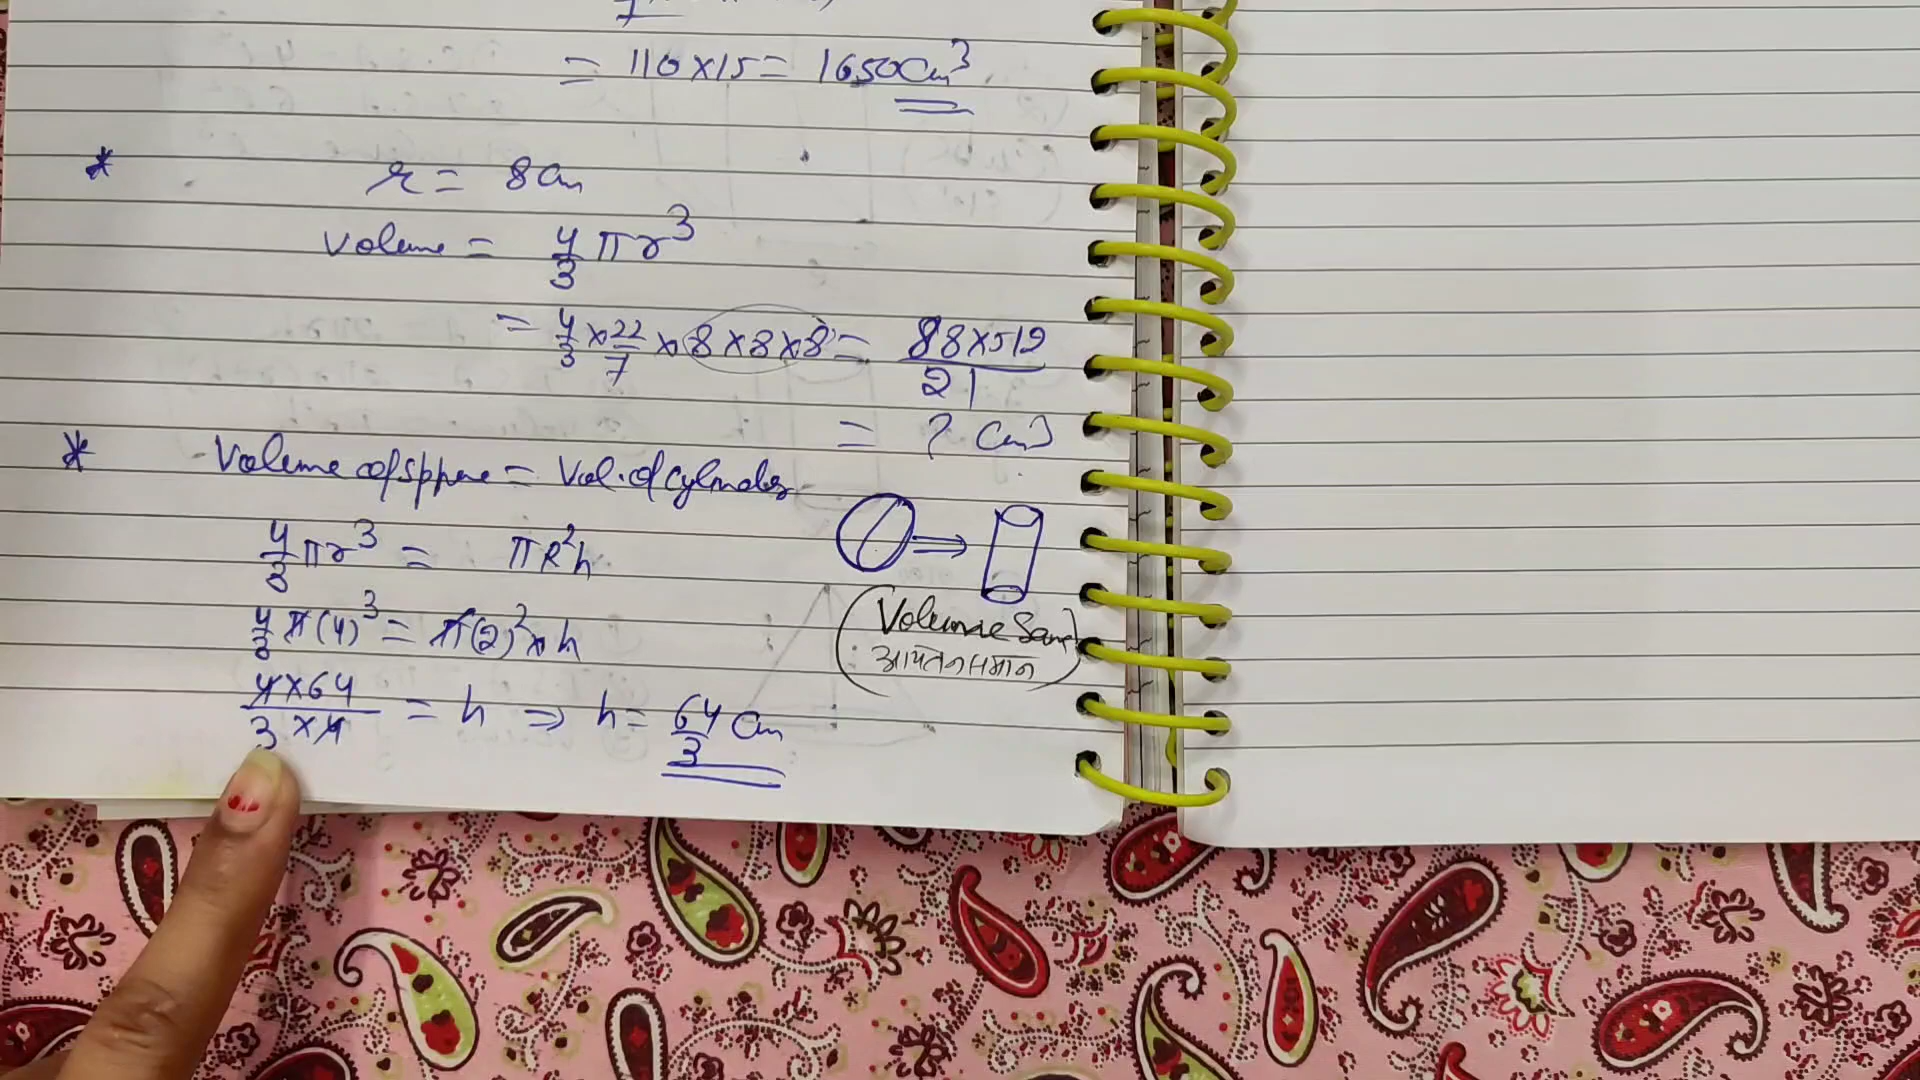 = 110×15 = 1650Cm³
* r = 8Cm
Volume = 4/3 πr³
= 4/3 × 22/7 × 8×8×8 = 88×512/21
= ? Cm³
* Volume of Sphere = Vol. of Cylinder
4/3 πr³ = πR²h
4/3 π(4)³ = π(2)² × h
4×64/3×4 = h ⇒ h = 64/3 Cm
(Volume Same
आयतन समान)